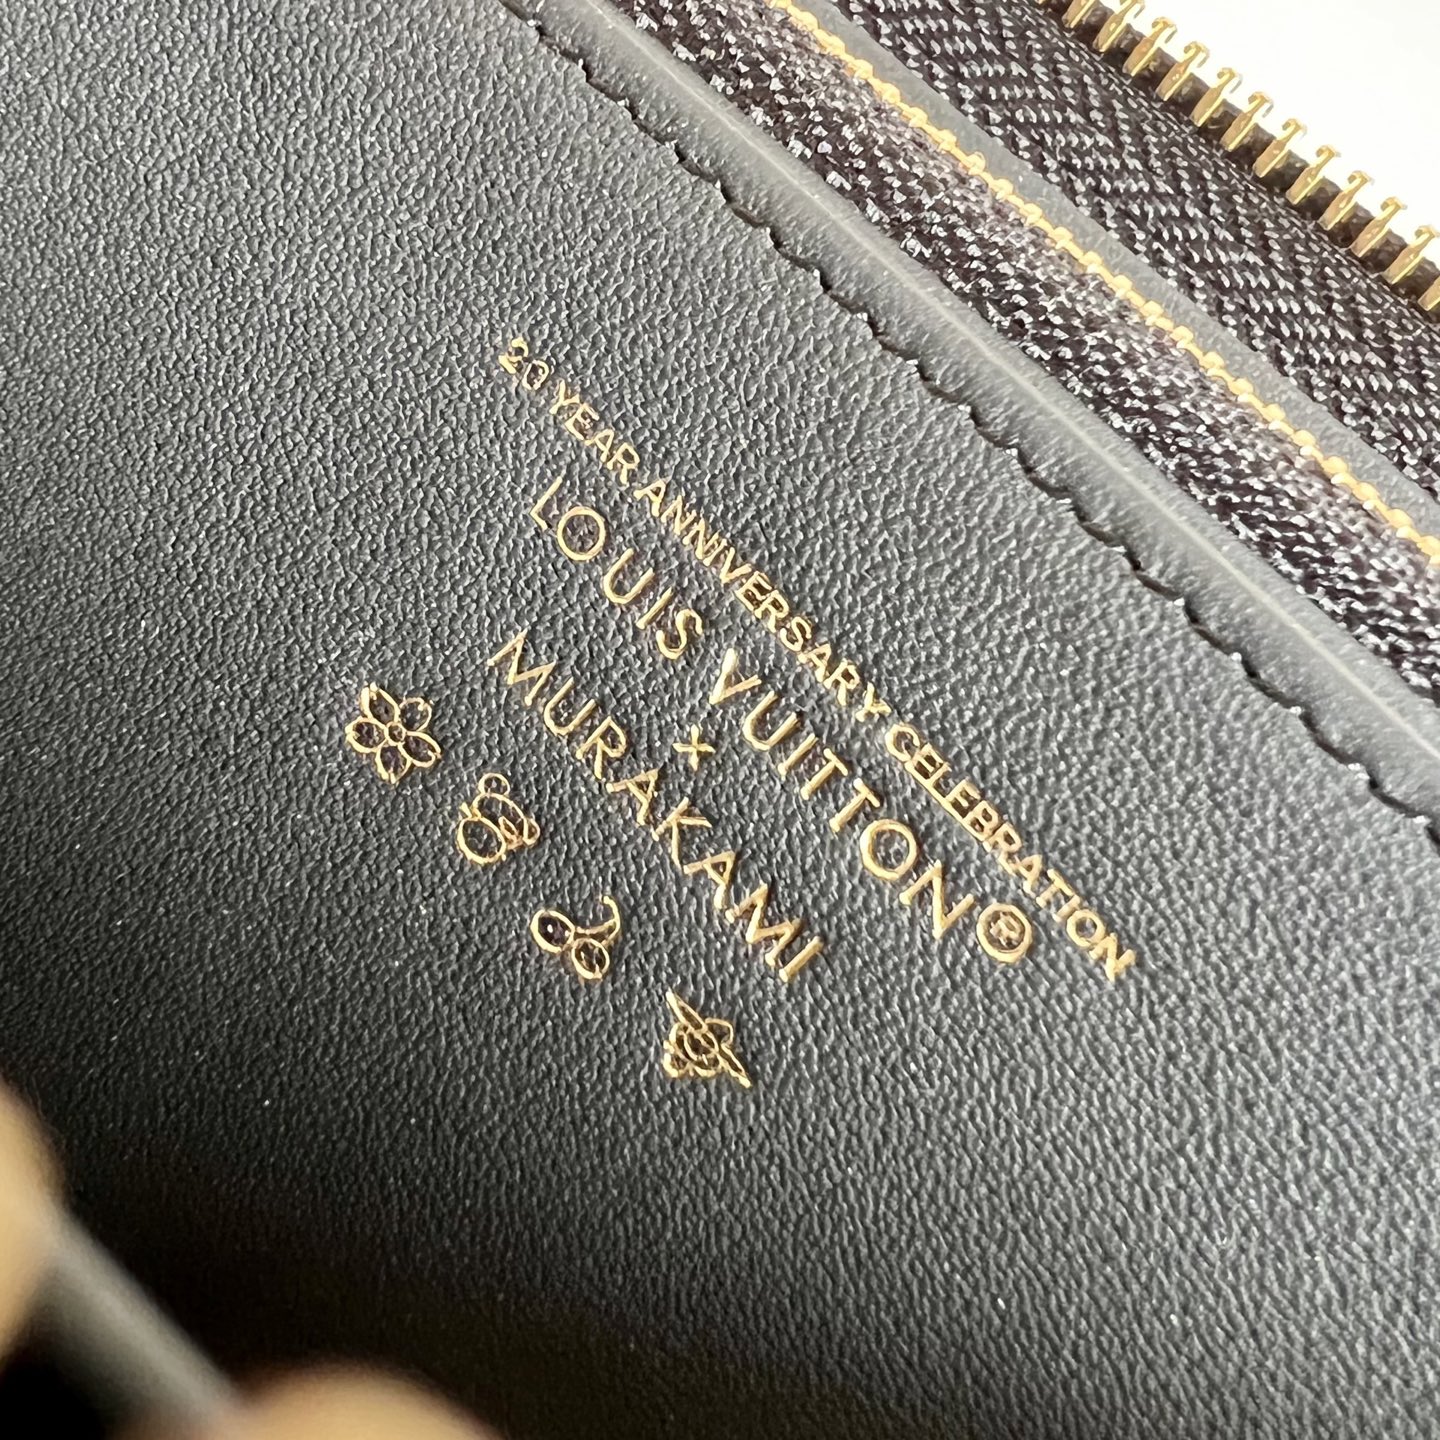 20 YEAR ANNIVERSARY CELEBRATION
LOUIS VUITTON®
×
MURAKAMI